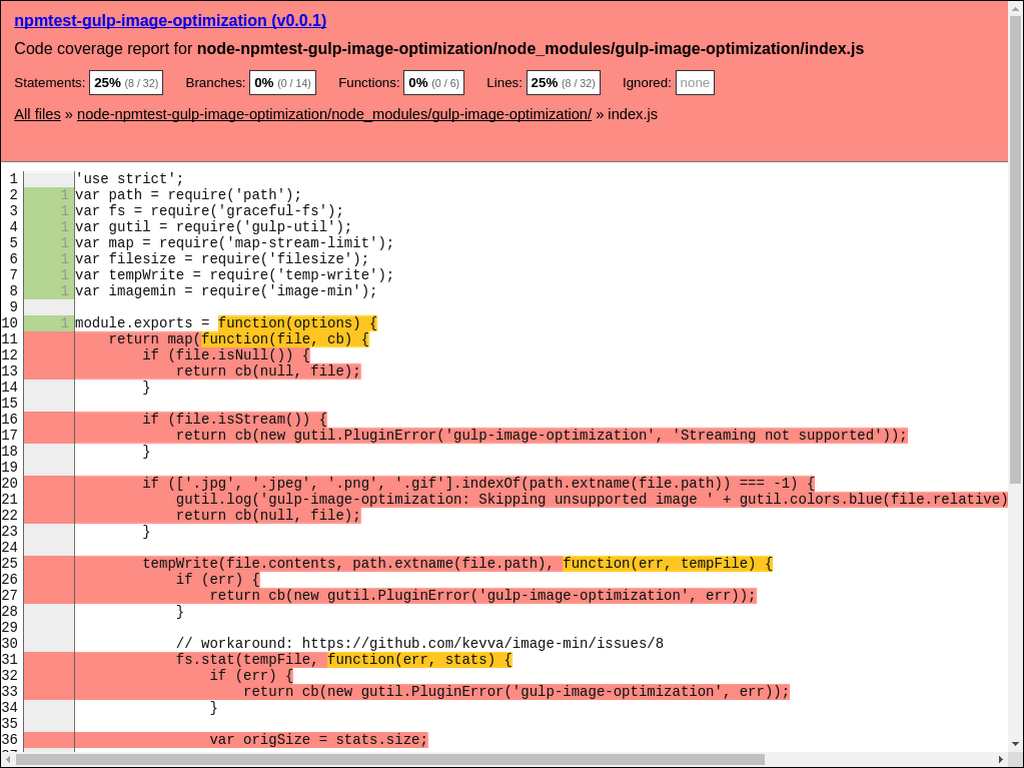 npmtest-gulp-image-optimization (v0.0.1)
Code coverage report for node-npmtest-gulp-image-optimization/node_modules/gulp-image-optimization/index.js
Statements: 25% (8 / 32) Branches: 0% (0 / 14) Functions: 0% (0 / 6) Lines: 25% (8 / 32) Ignored: none
All files » node-npmtest-gulp-image-optimization/node_modules/gulp-image-optimization/ » index.js
1 'use strict';
2 1 var path = require('path');
3 1 var fs = require('graceful-fs');
4 1 var gutil = require('gulp-util');
5 1 var map = require('map-stream-limit');
6 1 var filesize = require('filesize');
7 1 var tempWrite = require('temp-write');
8 1 var imagemin = require('image-min');
9
10 1 module.exports = function(options) {
11 return map(function(file, cb) {
12 if (file.isNull()) {
13 return cb(null, file);
14 }
15
16 if (file.isStream()) {
17 return cb(new gutil.PluginError('gulp-image-optimization', 'Streaming not supported'));
18 }
19
20 if (['.jpg', '.jpeg', '.png', '.gif'].indexOf(path.extname(file.path)) === -1) {
21 gutil.log('gulp-image-optimization: Skipping unsupported image ' + gutil.colors.blue(file.relative)
22 return cb(null, file);
23 }
24
25 tempWrite(file.contents, path.extname(file.path), function(err, tempFile) {
26 if (err) {
27 return cb(new gutil.PluginError('gulp-image-optimization', err));
28 }
29
30 // workaround: https://github.com/kevva/image-min/issues/8
31 fs.stat(tempFile, function(err, stats) {
32 if (err) {
33 return cb(new gutil.PluginError('gulp-image-optimization', err));
34 }
35
36 var origSize = stats.size;